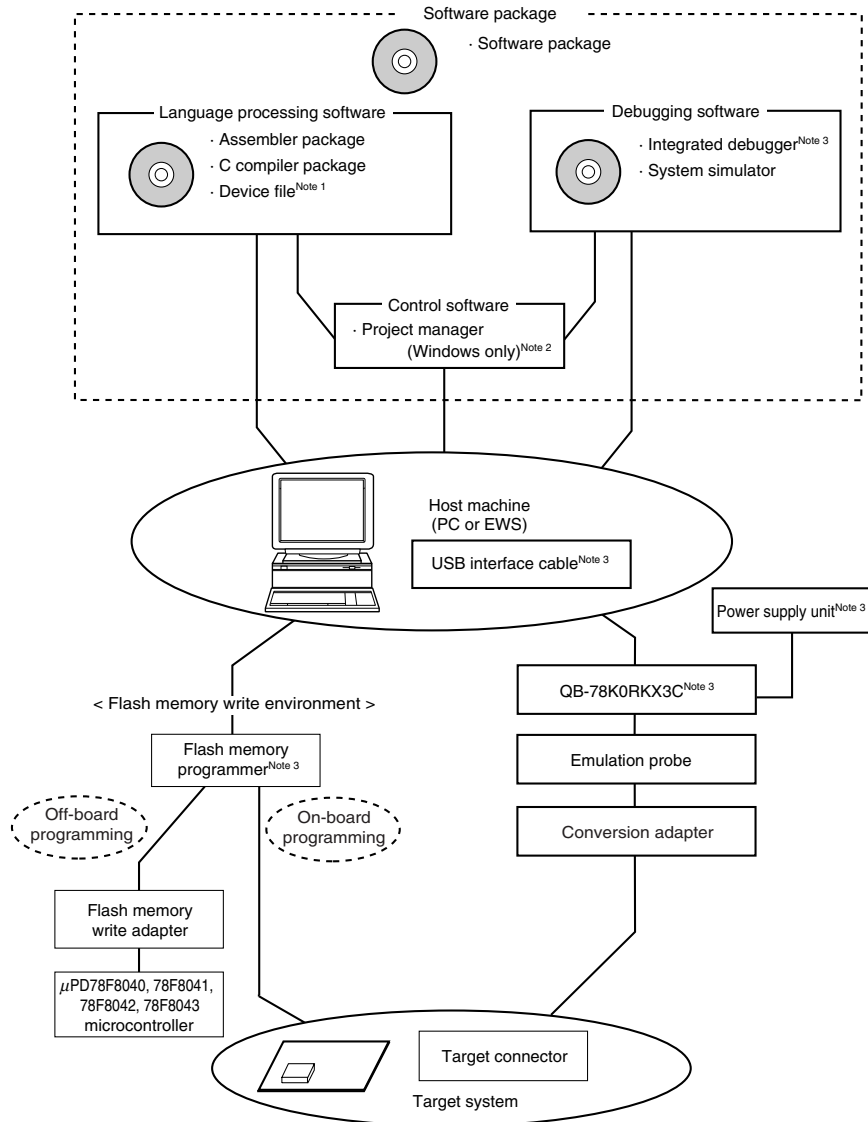 Software package
· Software package
Language processing software
· Assembler package
· C compiler package
· Device fileNote 1
Debugging software
· Integrated debuggerNote 3
· System simulator
Control software
· Project manager
(Windows only)Note 2
Host machine
(PC or EWS)
USB interface cableNote 3
Power supply unitNote 3
QB-78K0RKX3CNote 3
< Flash memory write environment >
Flash memory
programmerNote 3
Emulation probe
Off-board
programming
On-board
programming
Conversion adapter
Flash memory
write adapter
μPD78F8040, 78F8041,
78F8042, 78F8043
microcontroller
Target connector
Target system